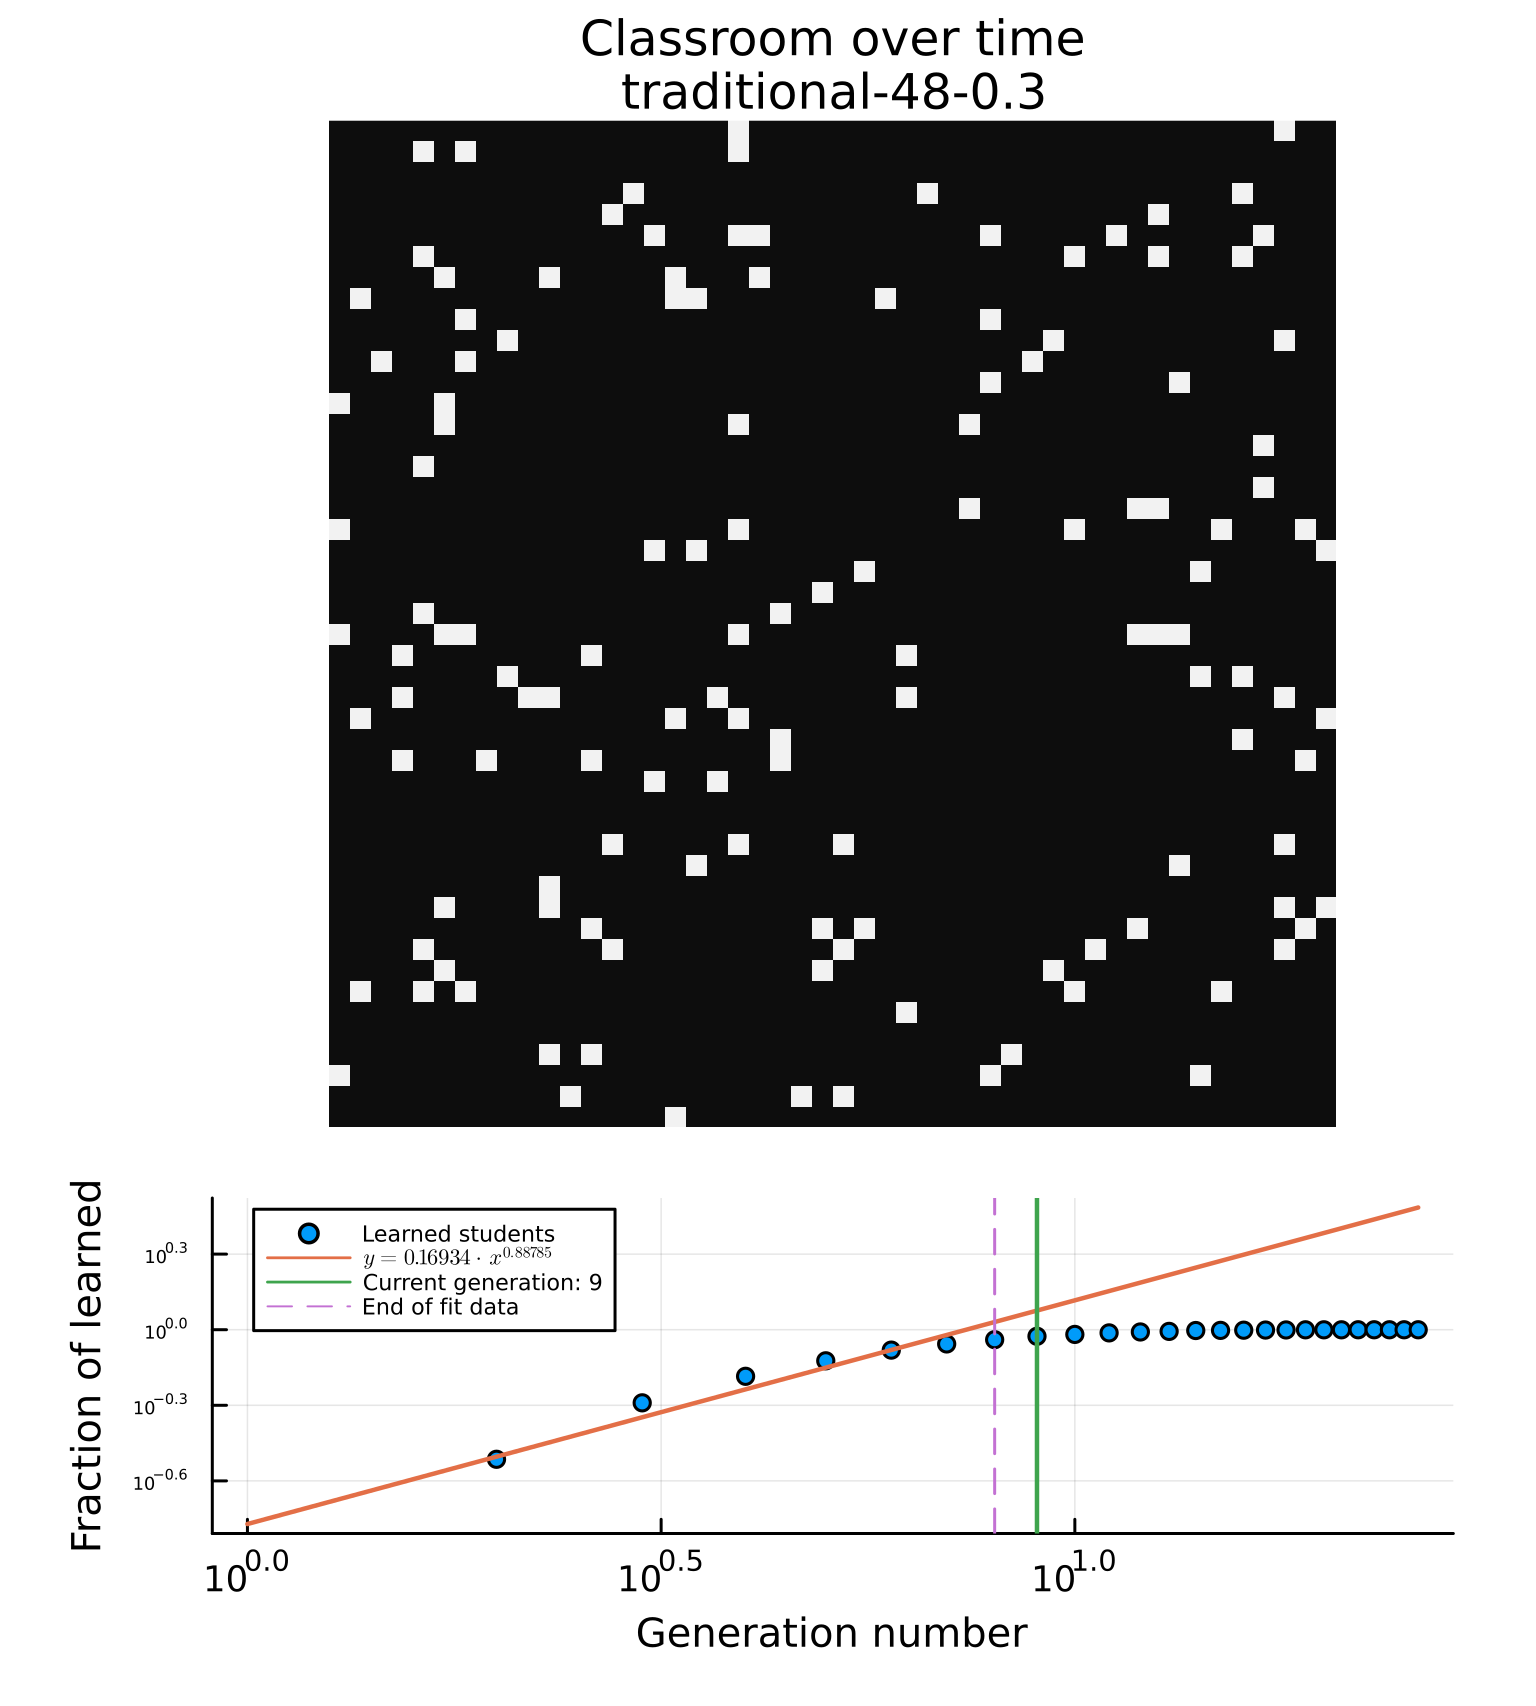 Classroom over time
traditional-48-0.3
Fraction of learned
10^0.3
10^0.0
10^−0.3
10^−0.6
Learned students
y = 0.16934 · x^0.88785
Current generation: 9
End of fit data
10^0.0 10^0.5 10^1.0
Generation number